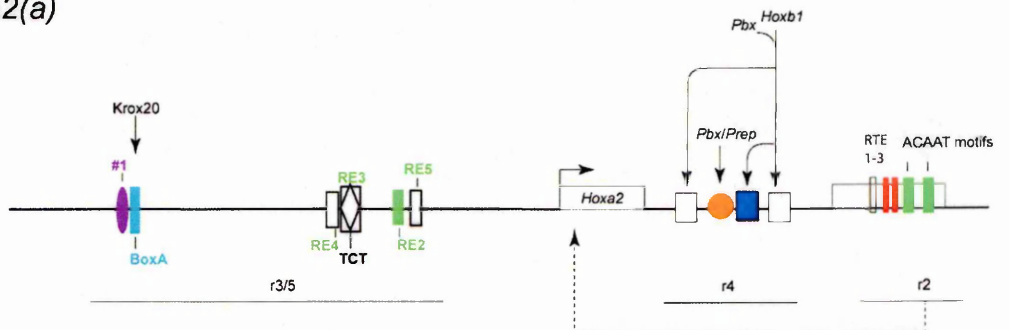 2(a)
Hoxb1
Pbx
Krox20
Pbx/Prep
RTE
1-3
ACAAT motifs
#1
RE3
RE5
Hoxa2
RE4
RE2
BoxA
TCT
r3/5
r4
r2